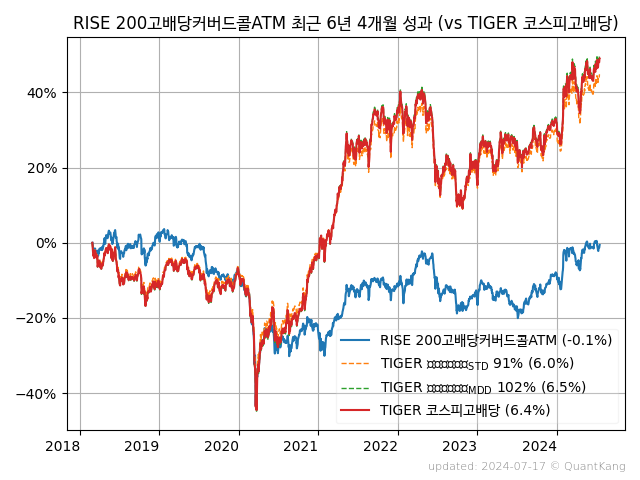 RISE 200고배당커버드콜ATM 최근 6년 4개월 성과 (vs TIGER 코스피고배당)
40%
20%
0%
−20%
−40%
RISE 200고배당커버드콜ATM (-0.1%)
TIGER STD 91% (6.0%)
TIGER MDD 102% (6.5%)
TIGER 코스피고배당 (6.4%)
2018 2019 2020 2021 2022 2023 2024
updated: 2024-07-17 © QuantKang